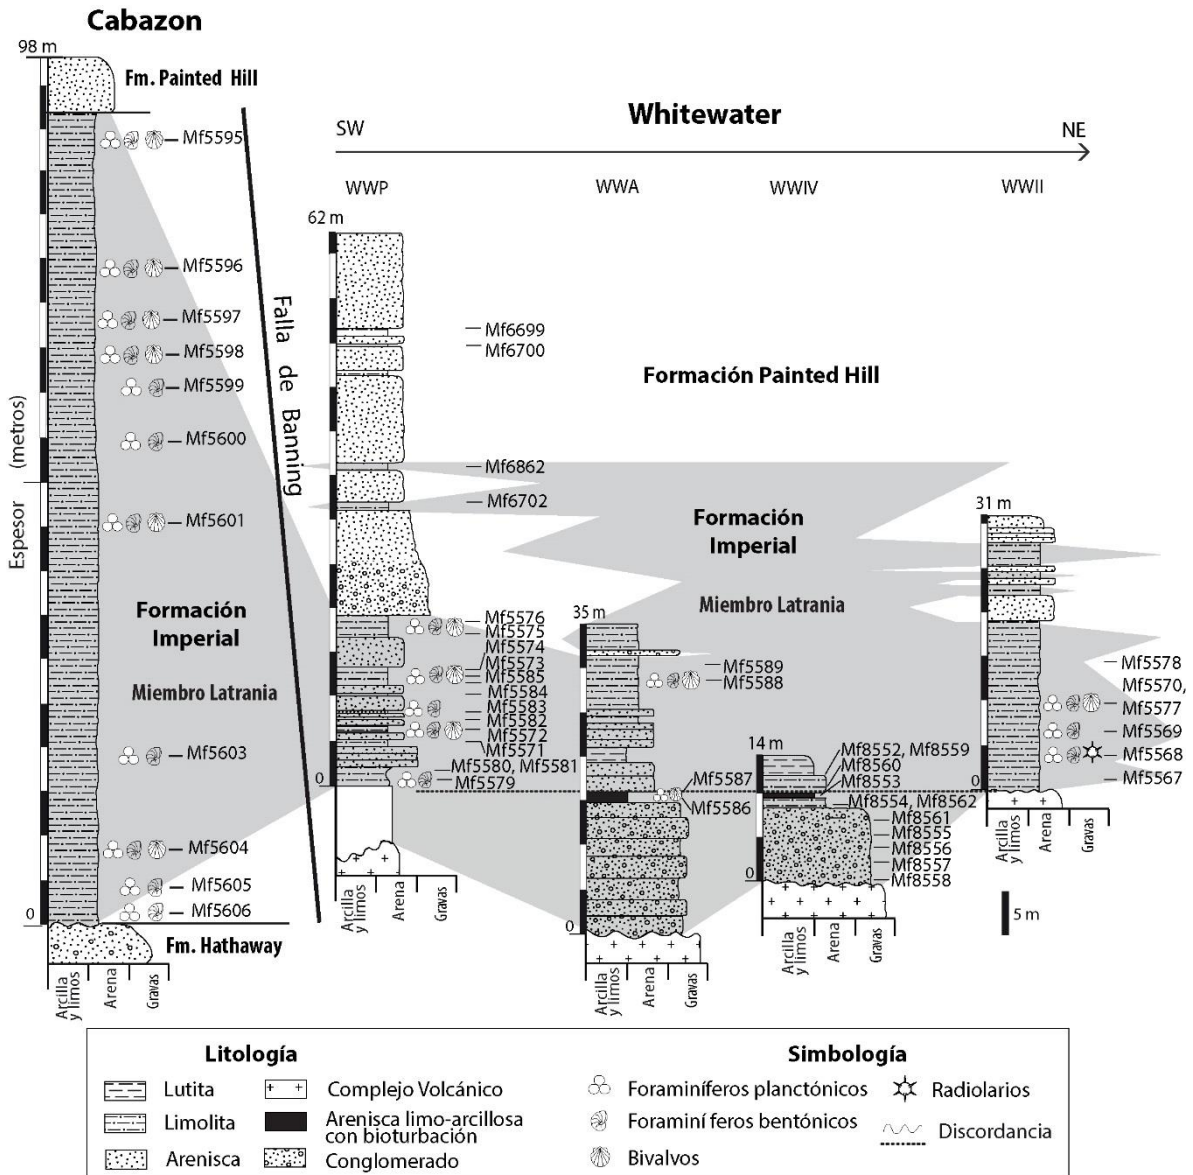 Cabazon
98 m
Fm. Painted Hill
Mf5595
Mf5596
Mf5597
Mf5598
Mf5599
Mf5600
Mf5601
Espesor (metros)
Formación
Imperial
Miembro Latrania
Mf5603
Mf5604
Mf5605
Mf5606
0
Fm. Hathaway
Arcilla y limos
Arena
Gravas
Falla de Banning
Whitewater
SW
NE
WWP
WWA
WWIV
WWII
62 m
Mf6699
Mf6700
Formación Painted Hill
Mf6862
Mf6702
Formación
Imperial
Miembro Latrania
Mf5576
Mf5575
Mf5574
Mf5573
Mf5585
Mf5584
Mf5583
Mf5582
Mf5572
Mf5571
Mf5580, Mf5581
Mf5579
0
Arcilla y limos
Arena
Gravas
35 m
Mf5589
Mf5588
Mf5587
Mf5586
0
Arcilla y limos
Arena
Gravas
14 m
Mf8552, Mf8559
Mf8560
Mf8553
Mf8554, Mf8562
Mf8561
Mf8555
Mf8556
Mf8557
Mf8558
0
Arcilla y limos
Arena
Gravas
31 m
Mf5578
Mf5570,
Mf5577
Mf5569
Mf5568
Mf5567
0
Arcilla y limos
Arena
Gravas
5 m
Litología
Lutita
Limolita
Arenisca
Complejo Volcánico
Arenisca limo-arcillosa
con bioturbación
Conglomerado
Simbología
Foraminíferos planctónicos
Foraminí feros bentónicos
Bivalvos
Radiolarios
Discordancia